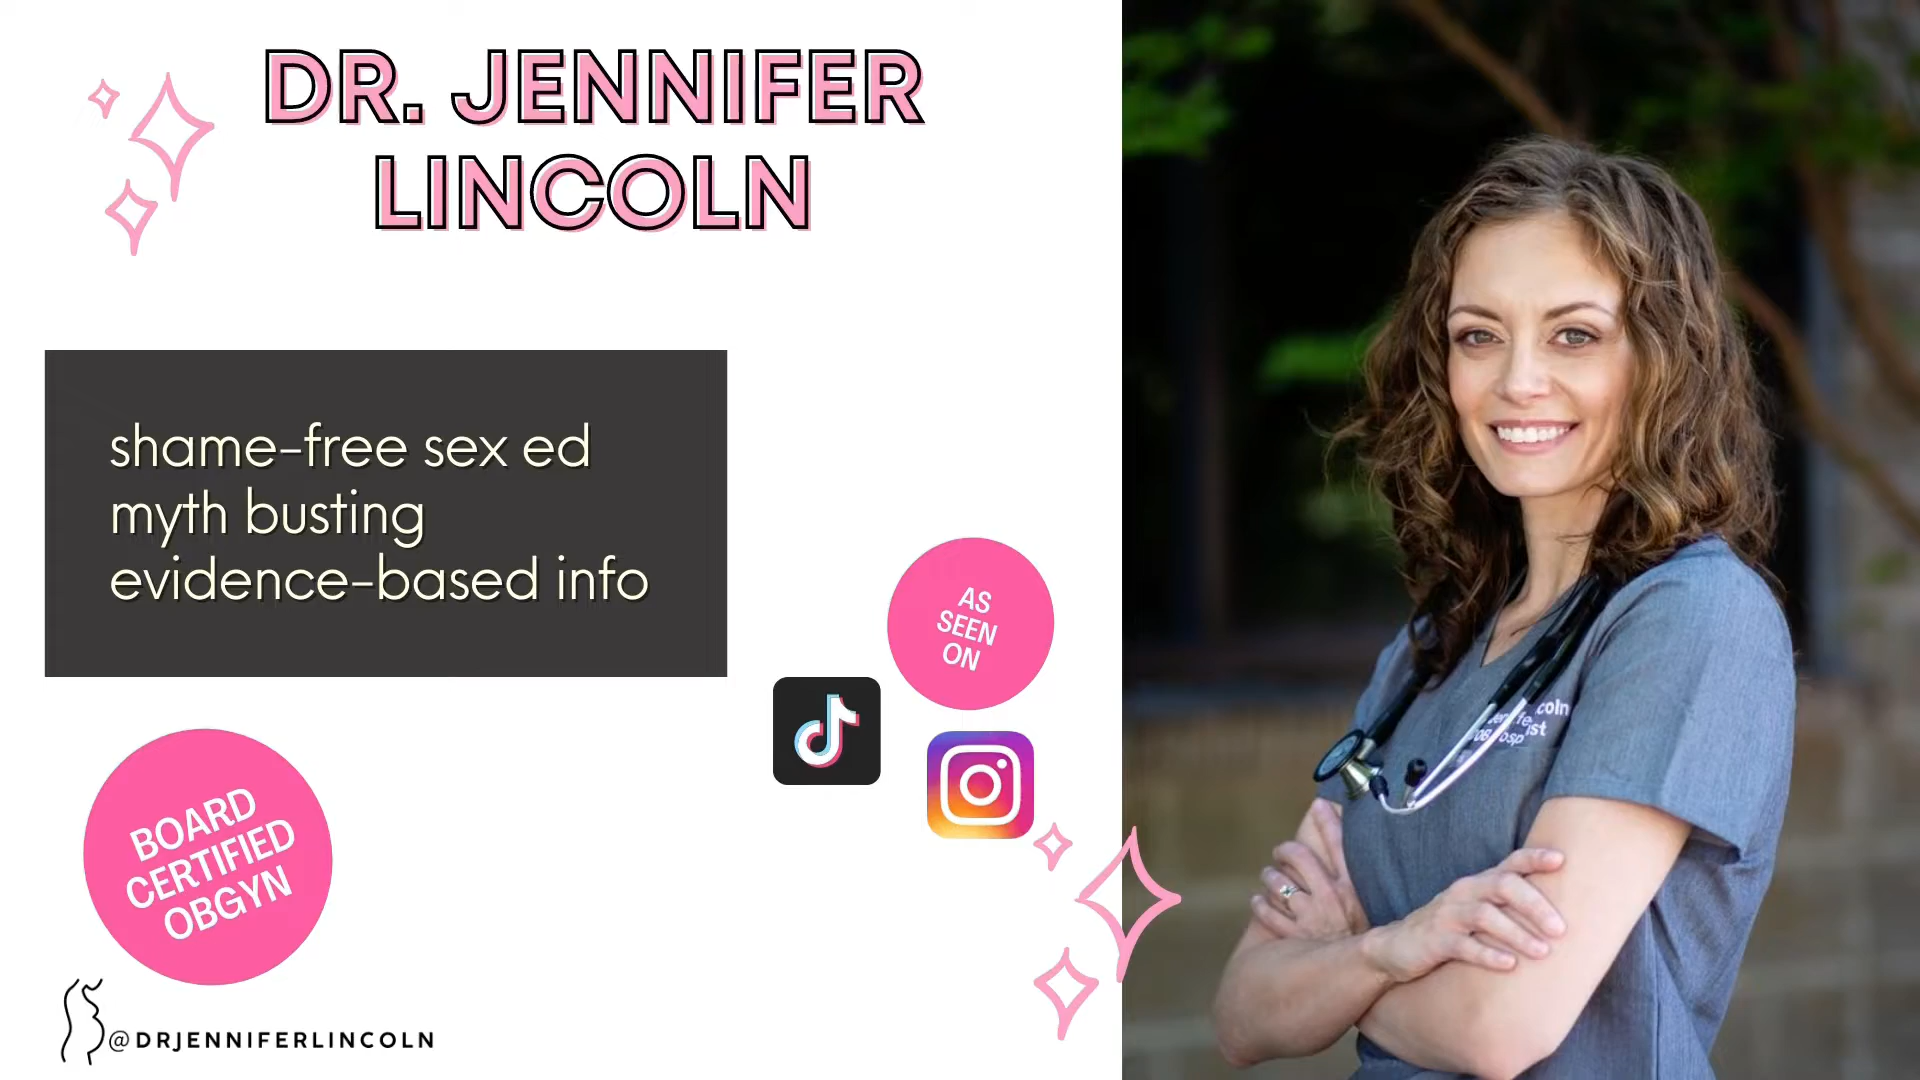 DR. JENNIFER
LINCOLN
shame-free sex ed
myth busting
evidence-based info
AS
SEEN
ON
BOARD
CERTIFIED
OBGYN
@DRJENNIFERLINCOLN